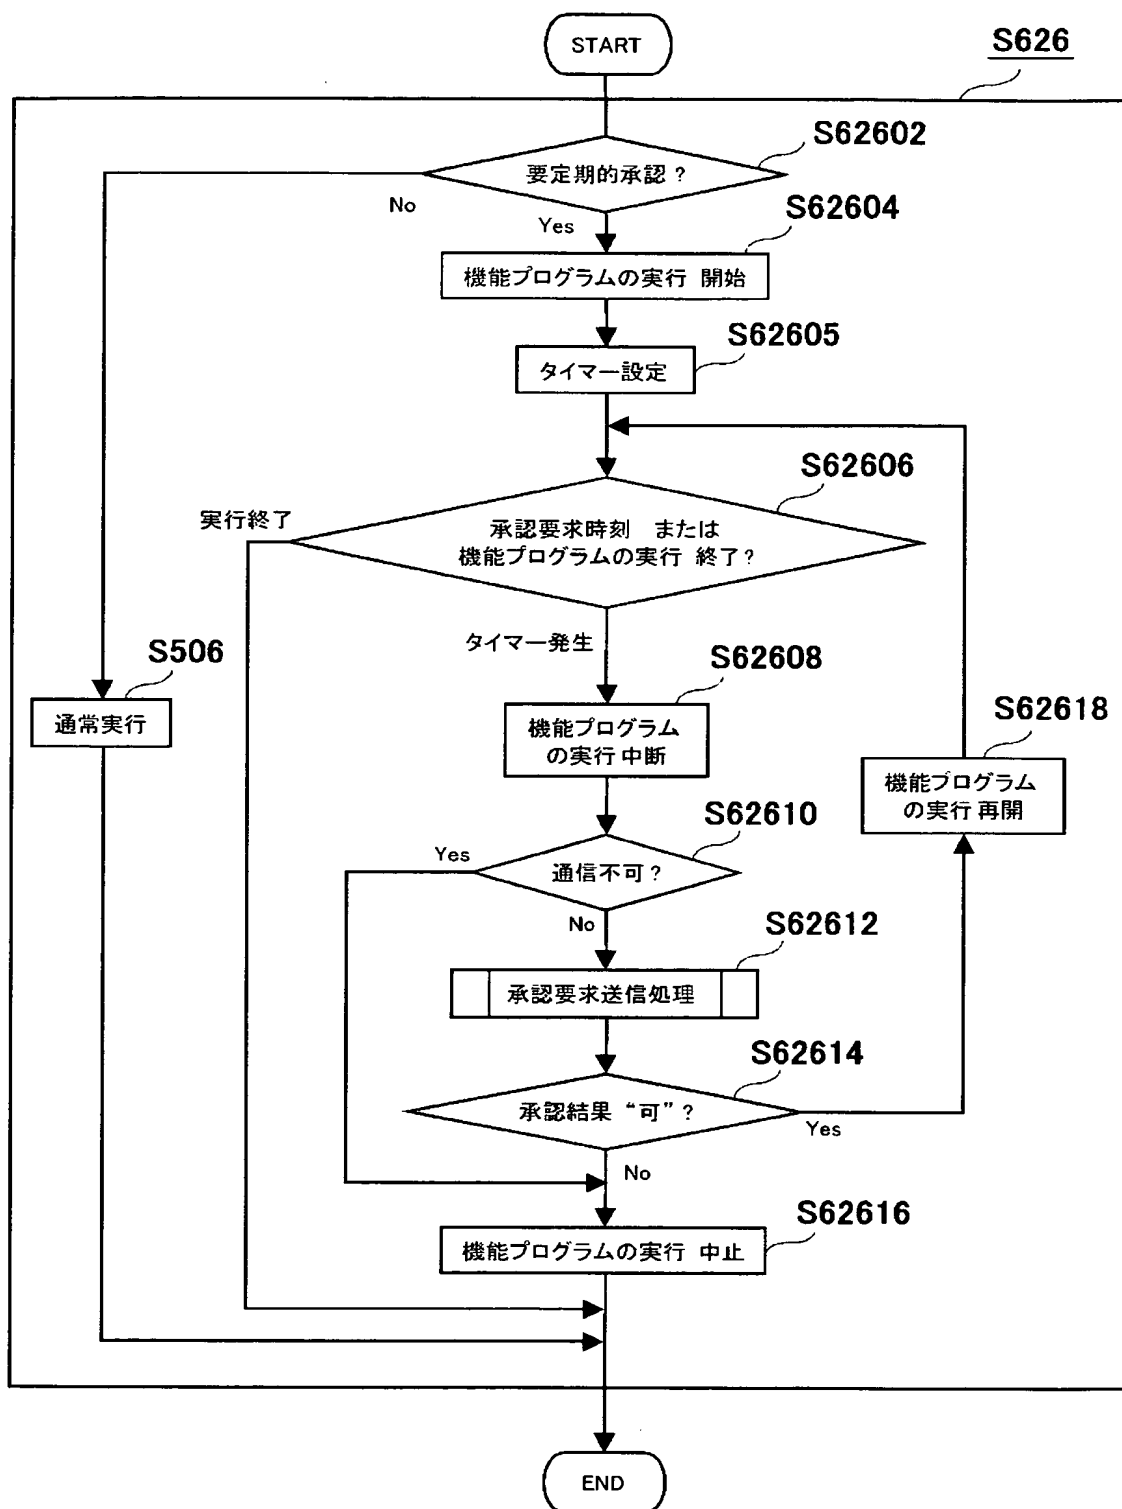 START
S626
S62602
要定期的承認?
No
Yes
S62604
機能プログラムの実行 開始
S62605
タイマー設定
S62606
実行終了
承認要求時刻 または
機能プログラムの実行 終了?
タイマー発生
S506
通常実行
S62608
機能プログラム
の実行 中断
S62618
機能プログラム
の実行 再開
S62610
Yes
通信不可?
No
S62612
承認要求送信処理
S62614
承認結果 “可”?
Yes
No
S62616
機能プログラムの実行 中止
END